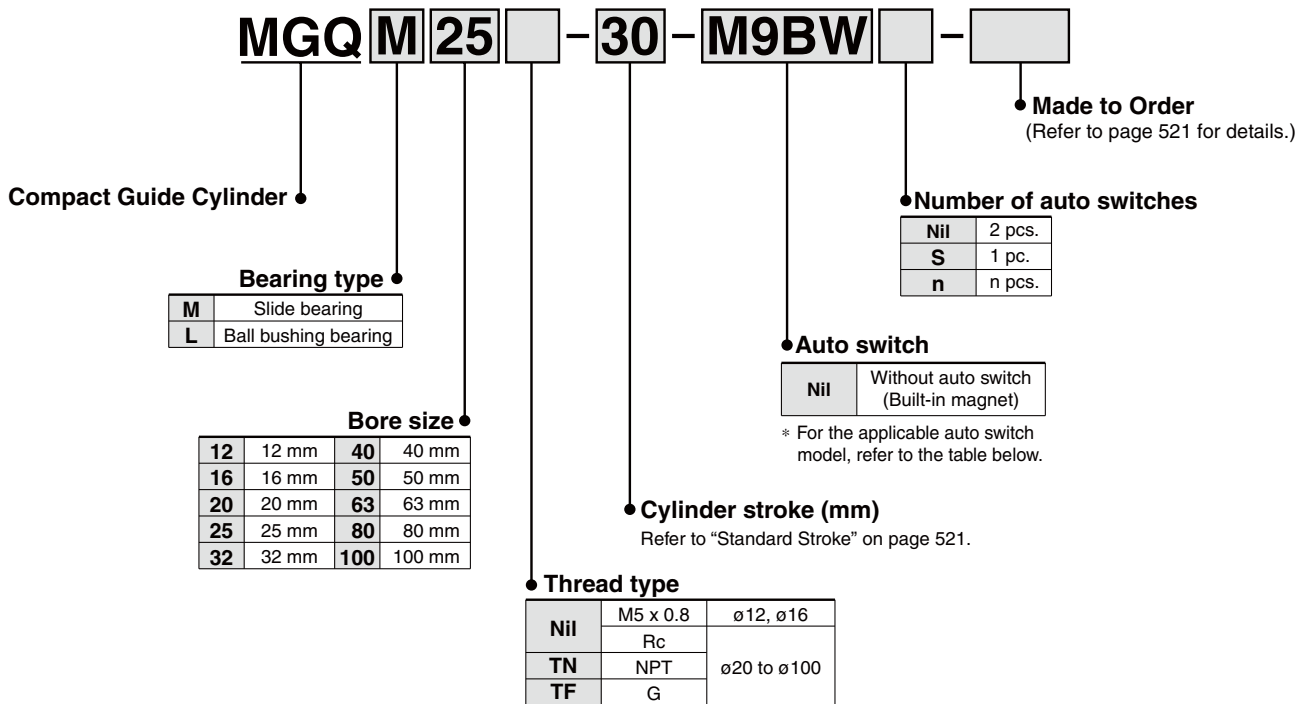 MGQ M 25 – 30 – M9BW –
Made to Order
(Refer to page 521 for details.)
Compact Guide Cylinder
Number of auto switches
Nil 2 pcs.
S 1 pc.
n n pcs.
Bearing type
M Slide bearing
L Ball bushing bearing
Auto switch
Nil Without auto switch
(Built-in magnet)
* For the applicable auto switch
model, refer to the table below.
Bore size
12 12 mm 40 40 mm
16 16 mm 50 50 mm
20 20 mm 63 63 mm
25 25 mm 80 80 mm
32 32 mm 100 100 mm
Cylinder stroke (mm)
Refer to “Standard Stroke” on page 521.
Thread type
Nil M5 x 0.8 ø12, ø16
Rc
TN NPT ø20 to ø100
TF G